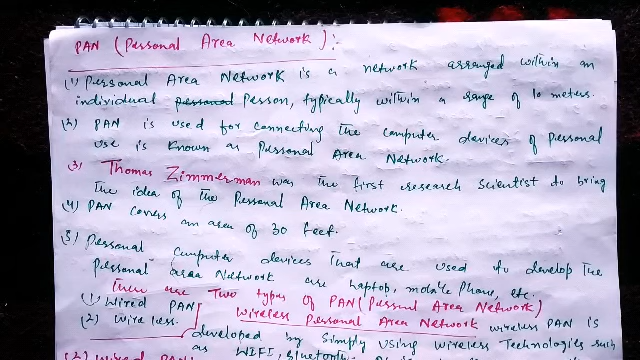 PAN (Personal Area Network):-
(1) Personal Area Network is a network arranged within an
individual personal Person, typically within a range of 10 meters.
(2) PAN is used for connecting the computer devices of personal
use is known as personal Area Network.
(3) Thomas Zimmerman was the first research scientist to bring
the idea of the Personal Area Network.
(4) PAN covers an area of 30 feet.
(5) Personal computer devices that are used to develop the
personal area Network are laptop, mobile phone, etc.
There are Two types of PAN (Personal Area Network)
(1) Wired PAN Wireless Personal Area Network wireless PAN is
(2) Wireless. developed by simply using wireless Technologies such
as WIFI, Bluetooth
(2) Wired PAN: